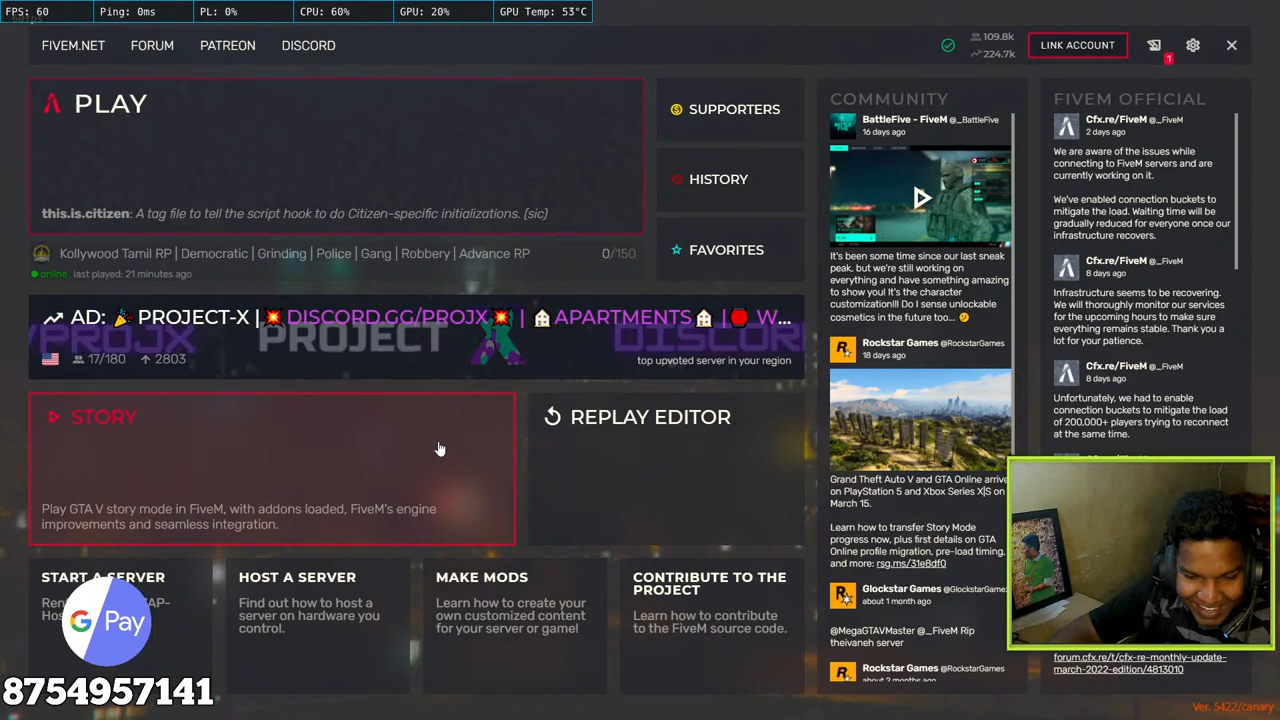 FPS: 60
Ping: 0ms
PL: 0%
CPU: 60%
GPU: 20%
GPU Temp: 53°C
FIVEM.NET
FORUM
PATREON
DISCORD
109.8k
224.7k
LINK ACCOUNT
1
PLAY
this.is.citizen: A tag file to tell the script hook to do Citizen-specific initializations. (sic)
Kollywood Tamil RP | Democratic | Grinding | Police | Gang | Robbery | Advance RP
0/150
online
last played: 21 minutes ago
SUPPORTERS
HISTORY
FAVORITES
AD: 🎉PROJECT-X |💥DISCORD.GG/PROJX💥 | 🏠APARTMENTS🏠 |🛑 W...
PROJECT X
17/180
2803
top upvoted server in your region
STORY
Play GTA V story mode in FiveM, with addons loaded, FiveM's engine
improvements and seamless integration.
REPLAY EDITOR
START A SERVER
HOST A SERVER
Find out how to host a
server on hardware you
control.
MAKE MODS
Learn how to create your
own customized content
for your server or game!
CONTRIBUTE TO THE
PROJECT
Learn how to contribute
to the FiveM source code.
G Pay
8754957141
COMMUNITY
BattleFive - FiveM @_BattleFive
16 days ago
It's been some time since our last sneak
peak, but we're still working on
everything and have something amazing
to show you! It's the character
customization!!! Do I sense unlockable
cosmetics in the future too... 🤔
Rockstar Games @RockstarGames
18 days ago
Grand Theft Auto V and GTA Online arrive
on PlayStation 5 and Xbox Series X|S on
March 15.
Learn how to transfer Story Mode
progress now, plus first details on GTA
Online profile migration, pre-load timing,
and more: rsg.ms/31e8df0
Glockstar Games @GlockstarGame
about 1 month ago
@MegaGTAVMaster @_FiveM Rip
theivaneh server
Rockstar Games @RockstarGames
about 2 months ago
FIVEM OFFICIAL
Cfx.re/FiveM @_FiveM
2 days ago
We are aware of the issues while
connecting to FiveM servers and are
currently working on it.
We've enabled connection buckets to
mitigate the load. Waiting time will be
gradually reduced for everyone once our
infrastructure recovers.
Cfx.re/FiveM @_FiveM
8 days ago
Infrastructure seems to be recovering.
We will thoroughly monitor our services
for the upcoming hours to make sure
everything remains stable. Thank you a
lot for your patience.
Cfx.re/FiveM @_FiveM
8 days ago
Unfortunately, we had to enable
connection buckets to mitigate the load
of 200,000+ players trying to reconnect
at the same time.
forum.cfx.re/t/cfx-re-monthly-update-
march-2022-edition/4813010
Ver. 5422/canary